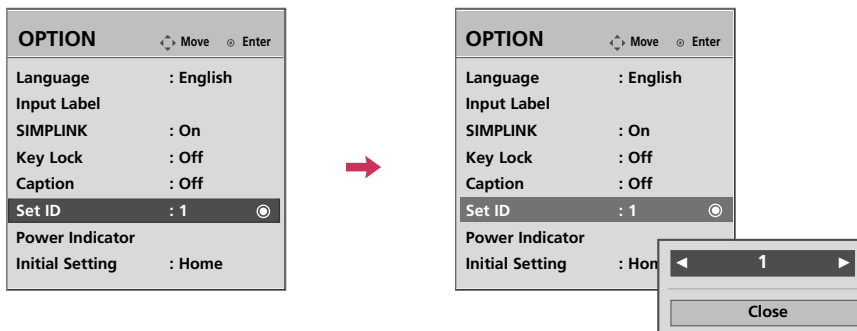 OPTION Move Enter
Language : English
Input Label
SIMPLINK : On
Key Lock : Off
Caption : Off
Set ID : 1
Power Indicator
Initial Setting : Home
OPTION Move Enter
Language : English
Input Label
SIMPLINK : On
Key Lock : Off
Caption : Off
Set ID : 1
Power Indicator
Initial Setting : Hom
◄ 1 ►
Close